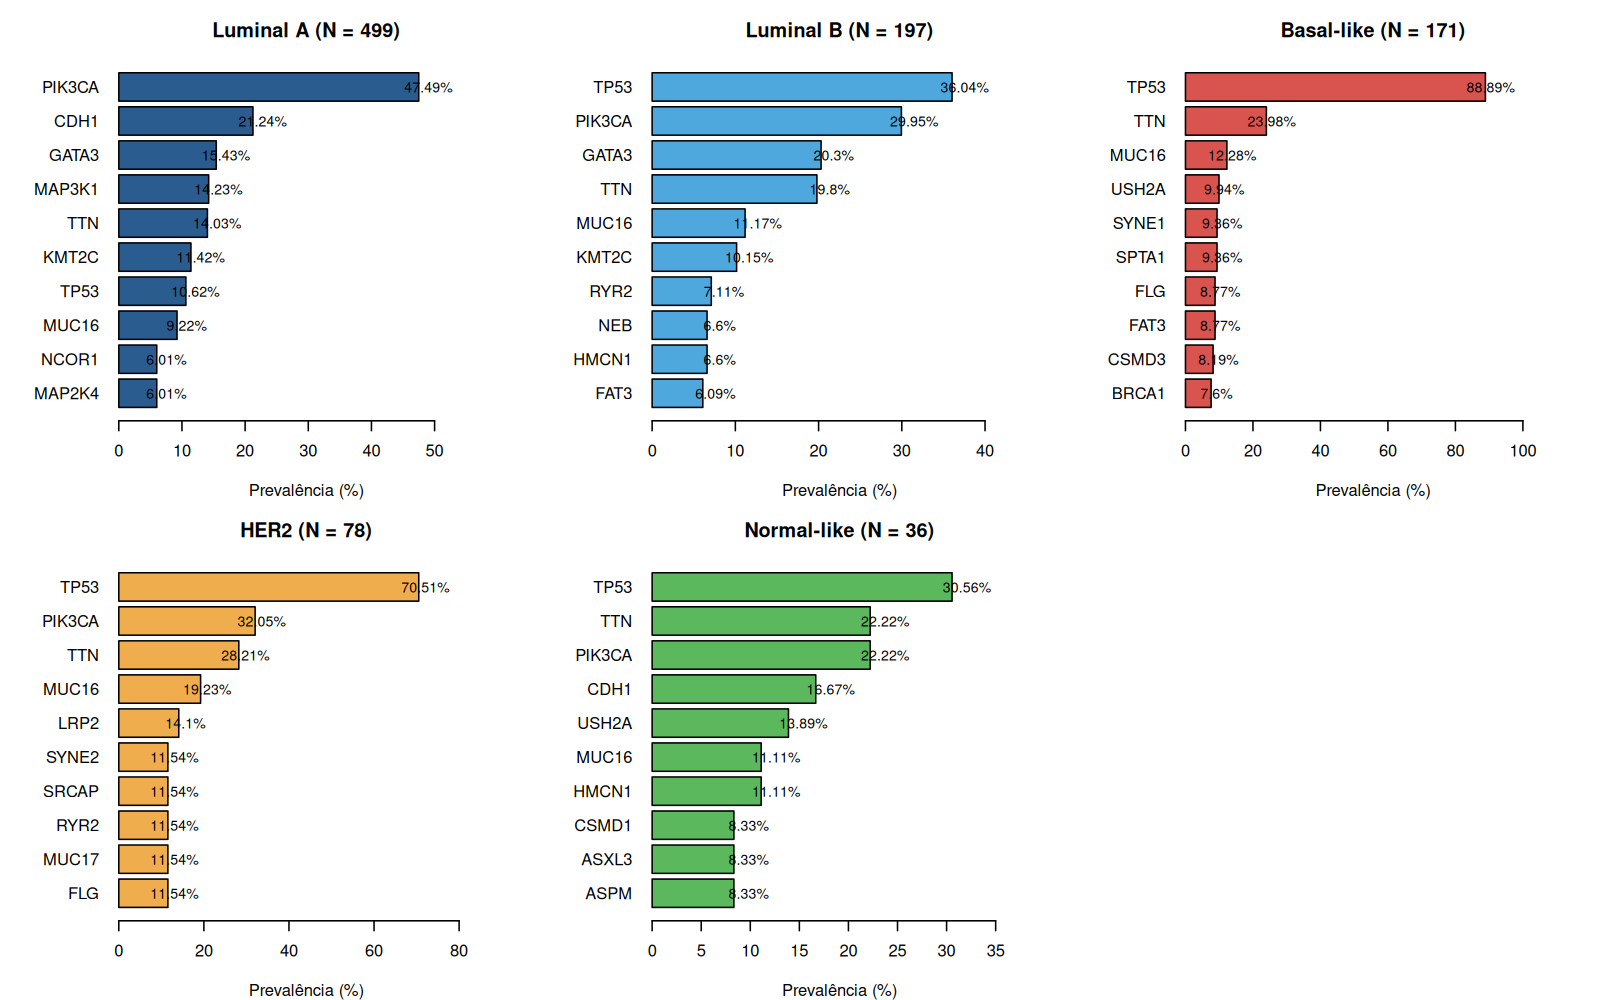 Luminal A (N = 499)
PIK3CA 47.49%
CDH1 21.24%
GATA3 15.43%
MAP3K1 14.23%
TTN 14.03%
KMT2C 11.42%
TP53 10.62%
MUC16 9.22%
NCOR1 6.01%
MAP2K4 6.01%
0 10 20 30 40 50
Prevalência (%)
Luminal B (N = 197)
TP53 36.04%
PIK3CA 29.95%
GATA3 20.3%
TTN 19.8%
MUC16 11.17%
KMT2C 10.15%
RYR2 7.11%
NEB 6.6%
HMCN1 6.6%
FAT3 6.09%
0 10 20 30 40
Prevalência (%)
Basal-like (N = 171)
TP53 88.89%
TTN 23.98%
MUC16 12.28%
USH2A 9.94%
SYNE1 9.36%
SPTA1 9.36%
FLG 8.77%
FAT3 8.77%
CSMD3 8.19%
BRCA1 7.6%
0 20 40 60 80 100
Prevalência (%)
HER2 (N = 78)
TP53 70.51%
PIK3CA 32.05%
TTN 28.21%
MUC16 19.23%
LRP2 14.1%
SYNE2 11.54%
SRCAP 11.54%
RYR2 11.54%
MUC17 11.54%
FLG 11.54%
0 20 40 60 80
Prevalência (%)
Normal-like (N = 36)
TP53 30.56%
TTN 22.22%
PIK3CA 22.22%
CDH1 16.67%
USH2A 13.89%
MUC16 11.11%
HMCN1 11.11%
CSMD1 8.33%
ASXL3 8.33%
ASPM 8.33%
0 5 10 15 20 25 30 35
Prevalência (%)